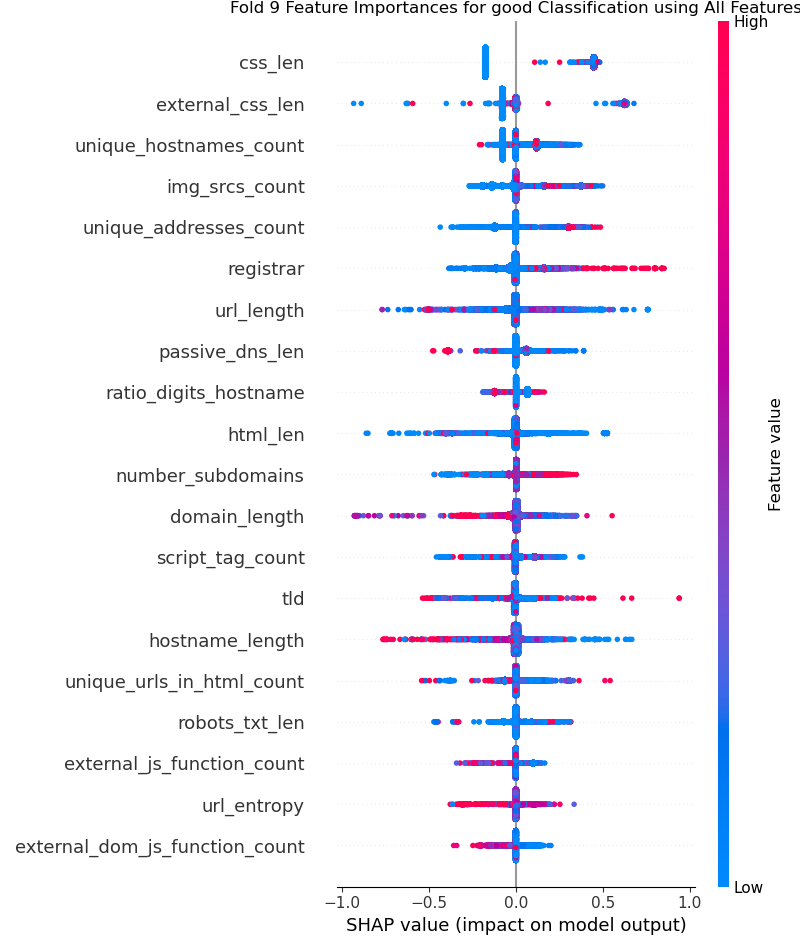 Fold 9 Feature Importances for good Classification using All Features
High
css_len
external_css_len
unique_hostnames_count
img_srcs_count
unique_addresses_count
registrar
url_length
passive_dns_len
ratio_digits_hostname
html_len
number_subdomains
domain_length
script_tag_count
tld
hostname_length
unique_urls_in_html_count
robots_txt_len
external_js_function_count
url_entropy
external_dom_js_function_count
Feature value
Low
−1.0 −0.5 0.0 0.5 1.0
SHAP value (impact on model output)